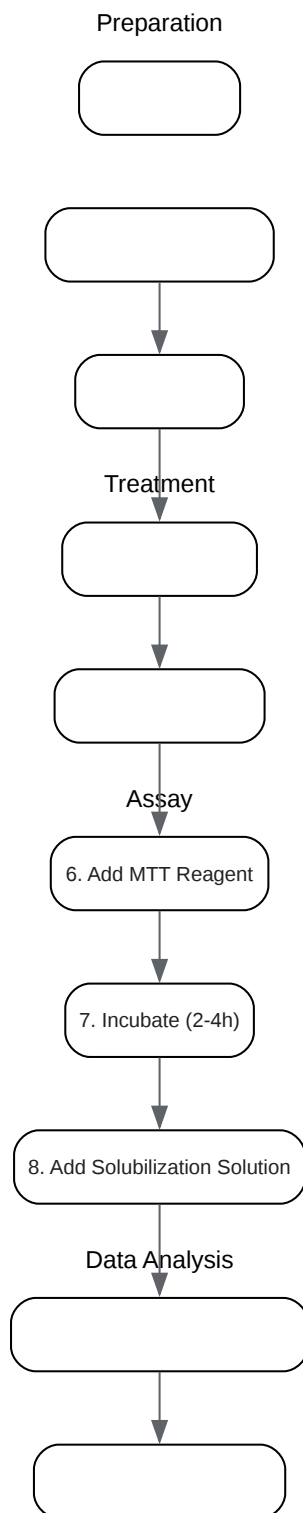 Preparation
Treatment
Assay
6. Add MTT Reagent
7. Incubate (2-4h)
8. Add Solubilization Solution
Data Analysis